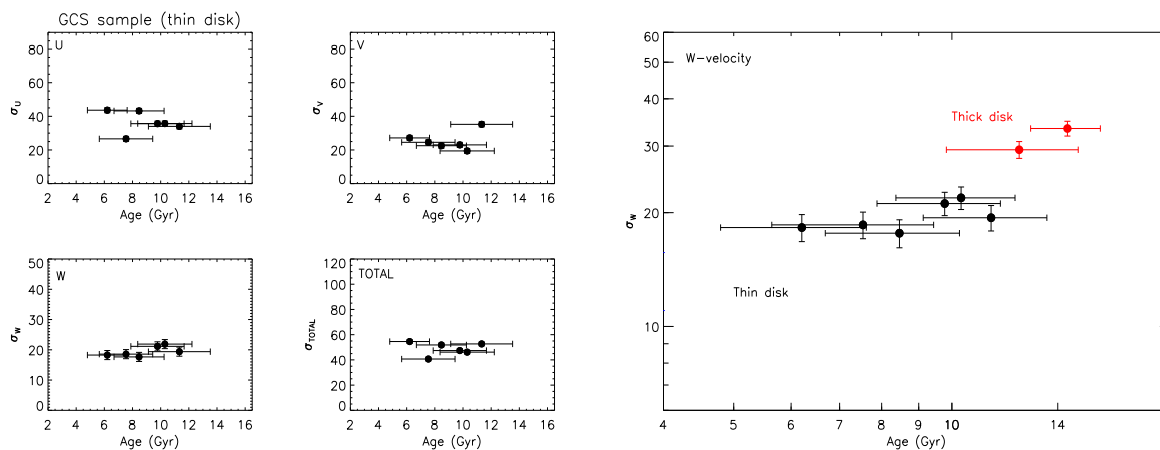 GCS sample (thin disk)
U
80
60
40
20
0
σU
2 4 6 8 10 12 14 16
Age (Gyr)
V
80
60
40
20
0
σV
2 4 6 8 10 12 14 16
Age (Gyr)
W
50
40
30
20
10
0
σW
2 4 6 8 10 12 14 16
Age (Gyr)
TOTAL
120
100
80
60
40
20
0
σTOTAL
2 4 6 8 10 12 14 16
Age (Gyr)
60
50
40
30
20
10
σW
W-velocity
Thick disk
Thin disk
4 5 6 7 8 9 10 14
Age (Gyr)